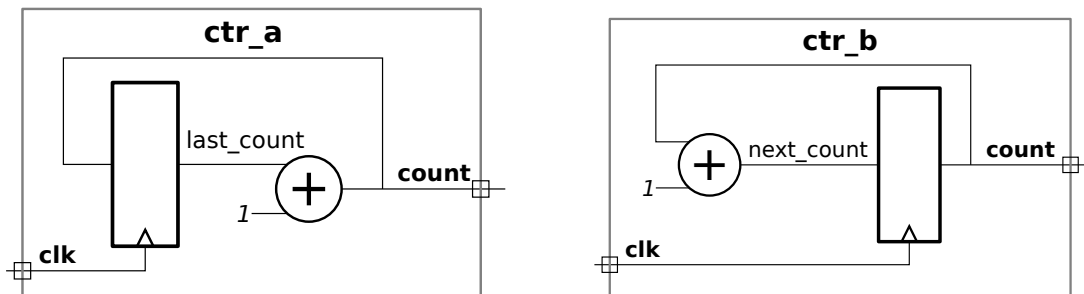 ctr_a
last_count
+
count
1
clk
ctr_b
+
next_count
count
1
clk